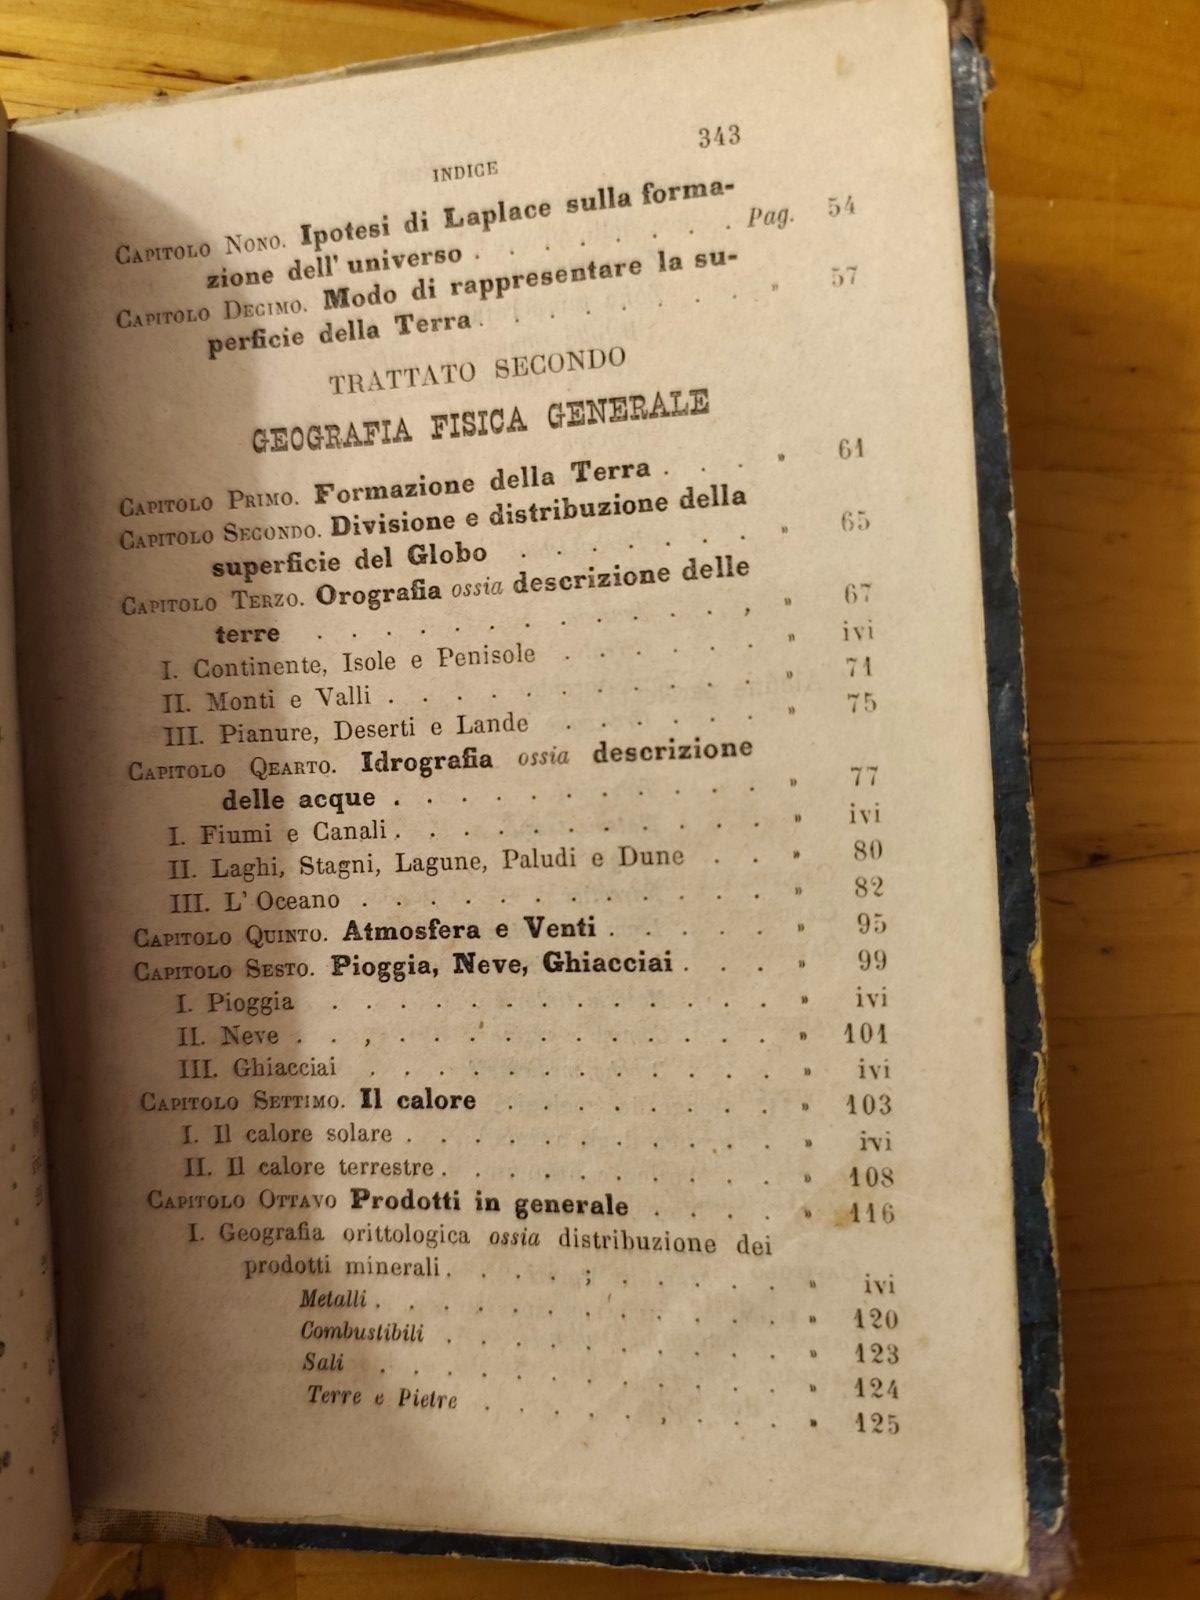 343
INDICE
CAPITOLO NONO. Ipotesi di Laplace sulla forma-
zione dell' universo . . . . . . . Pag. 54
CAPITOLO DECIMO. Modo di rappresentare la su-
perficie della Terra . . . . . . . » 57
TRATTATO SECONDO
GEOGRAFIA FISICA GENERALE
CAPITOLO PRIMO. Formazione della Terra . . . . » 61
CAPITOLO SECONDO. Divisione e distribuzione della
superficie del Globo . . . . . . . » 65
CAPITOLO TERZO. Orografia ossia descrizione delle
terre . . . . . . . . . . , » 67
I. Continente, Isole e Penisole . . . . . . » ivi
II. Monti e Valli . . . . . . . . . . » 71
III. Pianure, Deserti e Lande . . . . . . » 75
CAPITOLO QEARTO. Idrografia ossia descrizione
delle acque . . . . . . . . . . » 77
I. Fiumi e Canali . . . . . . . . . . » ivi
II. Laghi, Stagni, Lagune, Paludi e Dune . . » 80
III. L' Oceano . . . . . . . . . . . » 82
CAPITOLO QUINTO. Atmosfera e Venti . . . . . » 95
CAPITOLO SESTO. Pioggia, Neve, Ghiacciai . . . » 99
I. Pioggia . . . . . . . . . . . . . » ivi
II. Neve . . , . . . . . . . . . . » 101
III. Ghiacciai . . . . . . . . . . . . » ivi
CAPITOLO SETTIMO. Il calore . . . . . . . . » 103
I. Il calore solare . . . . . . . . . . » ivi
II. Il calore terrestre . . . . . . . . . » 108
CAPITOLO OTTAVO Prodotti in generale . . . . » 116
I. Geografia orittologica ossia distribuzione dei
prodotti minerali . . . . ; . . . . . » ivi
Metalli . . . . . . . . . . . . » 120
Combustibili . . . . . . . . . . » 123
Sali . . . . . . . . . . . . » 124
Terre e Pietre . . . . . , . . . » 125